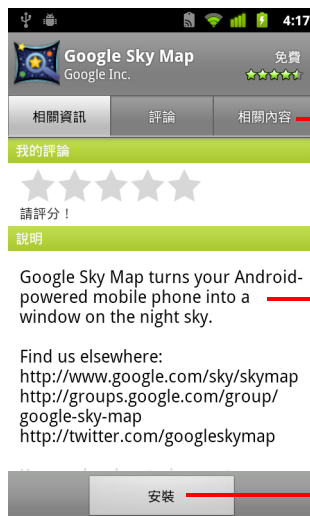 4:17
Google Sky Map
免費
Google Inc.
相關資訊
評論
相關內容
我的評論
請評分！
說明
Google Sky Map turns your Android-
powered mobile phone into a
window on the night sky.
Find us elsewhere:
http://www.google.com/sky/skymap
http://groups.google.com/group/
google-sky-map
http://twitter.com/googleskymap
安裝